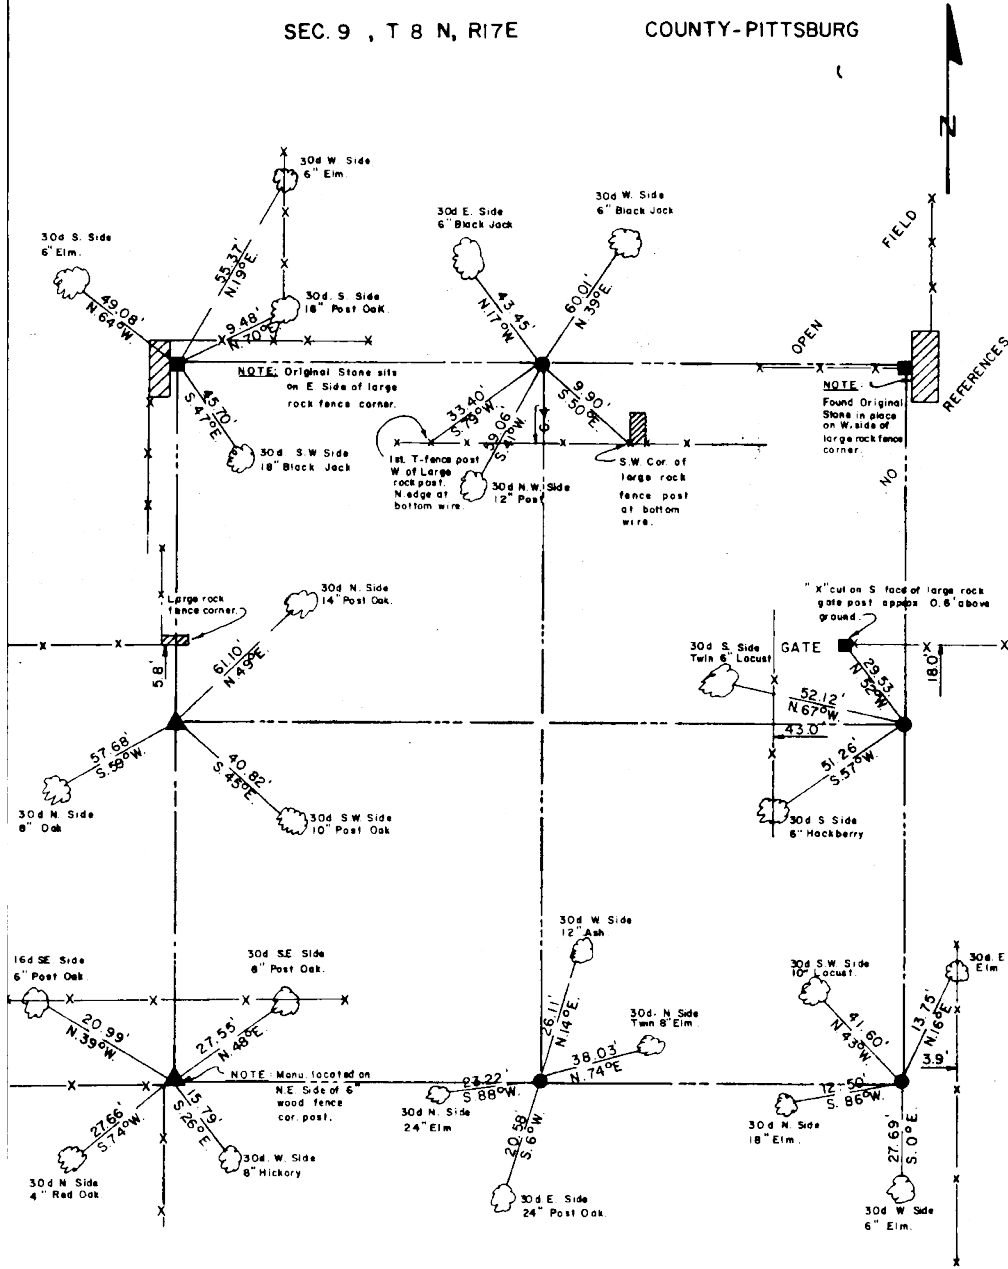 SEC. 9 , T 8 N, R17E
COUNTY-PITTSBURG
N
30d W. Side
6" Elm.
30d S. Side
6" Elm.
49.08'
N.64°W.
55.37'
N.19°E.
30d. S. Side
18" Post Oak
9.48'
N.70°E.
NOTE: Original Stone sits
on E. Side of large
rock fence corner.
45.70'
S.47°E.
30d S.W Side
18" Black Jack
30d E. Side
6" Black Jack
30d W. Side
6" Black Jack
43.45'
N.17°W.
60.01'
N.39°E.
33.40'
S.79°W.
39.06'
S.41°W.
9.90'
S.50°E.
1st. T-fence post
W of Large
rock post.
N.edge at
bottom wire.
30d N.W. Side
12" Post
S.W. Cor. of
large rock
fence post
at bottom
wire.
FIELD
OPEN
NO
REFERENCES
NOTE:
Found Original
Stone in place
on W. side of
large rock fence
corner.
Large rock
fence corner.
5.8'
30d N. Side
14" Post Oak.
61.10'
N.49°E.
57.68'
S.59°W.
30d N. Side
8" Oak
40.82'
S.45°E.
30d S.W Side
10" Post Oak
"X" cut on S face of large rock
gate post approx 0.6' above
ground.
30d S. Side
Twin 6" Locust
GATE
18.0'
29.53'
N 52°W.
52.12'
N.67°W.
43.0'
51.26'
S.57°W.
30d S Side
6" Hackberry
16d SE Side
6" Post Oak.
30d S.E Side
8" Post Oak.
20.99'
N.39°W.
27.55'
N.48°E.
NOTE: Monu. located on
N.E. Side of 6"
wood fence
cor. post.
27.66'
S.74°W.
15.79'
S.26°E.
30d N Side
4" Red Oak.
30d. W. Side
8" Hickory
30d W. Side
12" Ash
26.11'
N.14°E.
30d. N Side
Twin 8" Elm
38.03'
N.74°E.
23.22'
S 88°W.
30d N. Side
24" Elm
20.58'
S.6°W.
30d E. Side
24" Post Oak.
30d S.W. Side
10" Locust.
41.60'
N 43°W.
30d. E
Elm
13.75'
N.16°E
3.9'
12.50'
S. 86°W.
30d N. Side
18" Elm.
27.69'
S. 0°E.
30d W Side
6" Elm.